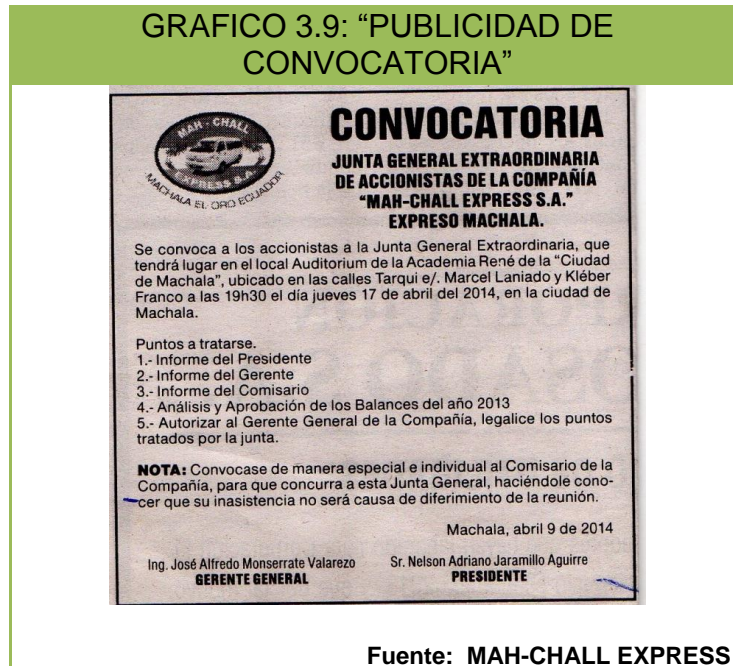 GRAFICO 3.9: “PUBLICIDAD DE
CONVOCATORIA”
MAH - CHALL
EXPRESS S.A.
MACHALA EL ORO ECUADOR
CONVOCATORIA
JUNTA GENERAL EXTRAORDINARIA
DE ACCIONISTAS DE LA COMPAÑÍA
“MAH-CHALL EXPRESS S.A.”
EXPRESO MACHALA.
Se convoca a los accionistas a la Junta General Extraordinaria, que
tendrá lugar en el local Auditorium de la Academia René de la “Ciudad
de Machala”, ubicado en las calles Tarqui e/. Marcel Laniado y Kléber
Franco a las 19h30 el día jueves 17 de abril del 2014, en la ciudad de
Machala.
Puntos a tratarse.
1.- Informe del Presidente
2.- Informe del Gerente
3.- Informe del Comisario
4.- Análisis y Aprobación de los Balances del año 2013
5.- Autorizar al Gerente General de la Compañía, legalice los puntos
tratados por la junta.
NOTA: Convocase de manera especial e individual al Comisario de la
Compañía, para que concurra a esta Junta General, haciéndole cono-
cer que su inasistencia no será causa de diferimiento de la reunión.
Machala, abril 9 de 2014
Ing. José Alfredo Monserrate Valarezo
GERENTE GENERAL
Sr. Nelson Adriano Jaramillo Aguirre
PRESIDENTE
Fuente: MAH-CHALL EXPRESS